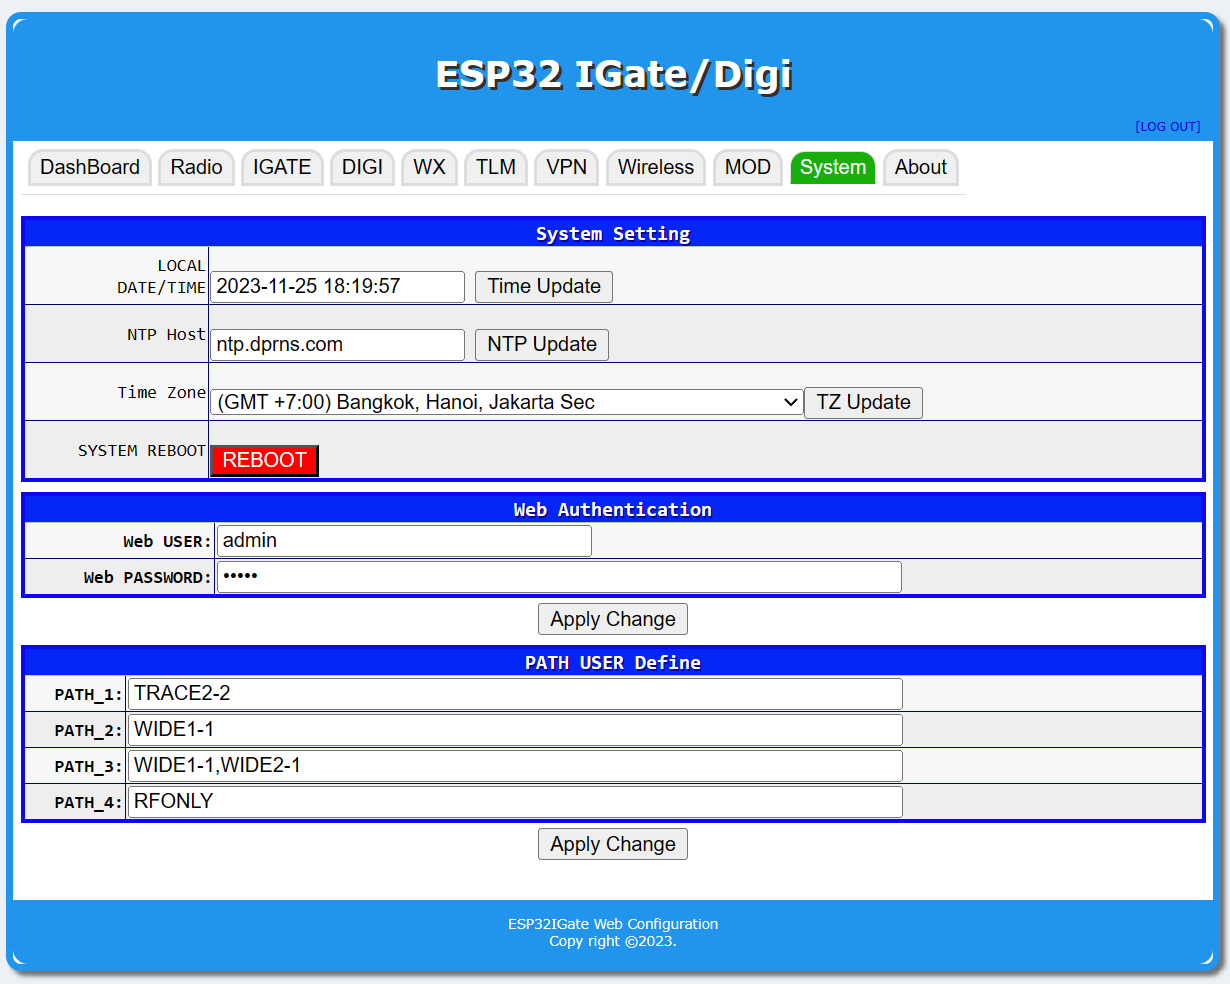 ESP32 IGate/Digi
[LOG OUT]
DashBoard Radio IGATE DIGI WX TLM VPN Wireless MOD System About
System Setting
LOCAL
DATE/TIME 2023-11-25 18:19:57 Time Update
NTP Host ntp.dprns.com NTP Update
Time Zone (GMT +7:00) Bangkok, Hanoi, Jakarta Sec TZ Update
SYSTEM REBOOT REBOOT
Web Authentication
Web USER: admin
Web PASSWORD: •••••
Apply Change
PATH USER Define
PATH_1: TRACE2-2
PATH_2: WIDE1-1
PATH_3: WIDE1-1,WIDE2-1
PATH_4: RFONLY
Apply Change
ESP32IGate Web Configuration
Copy right ©2023.